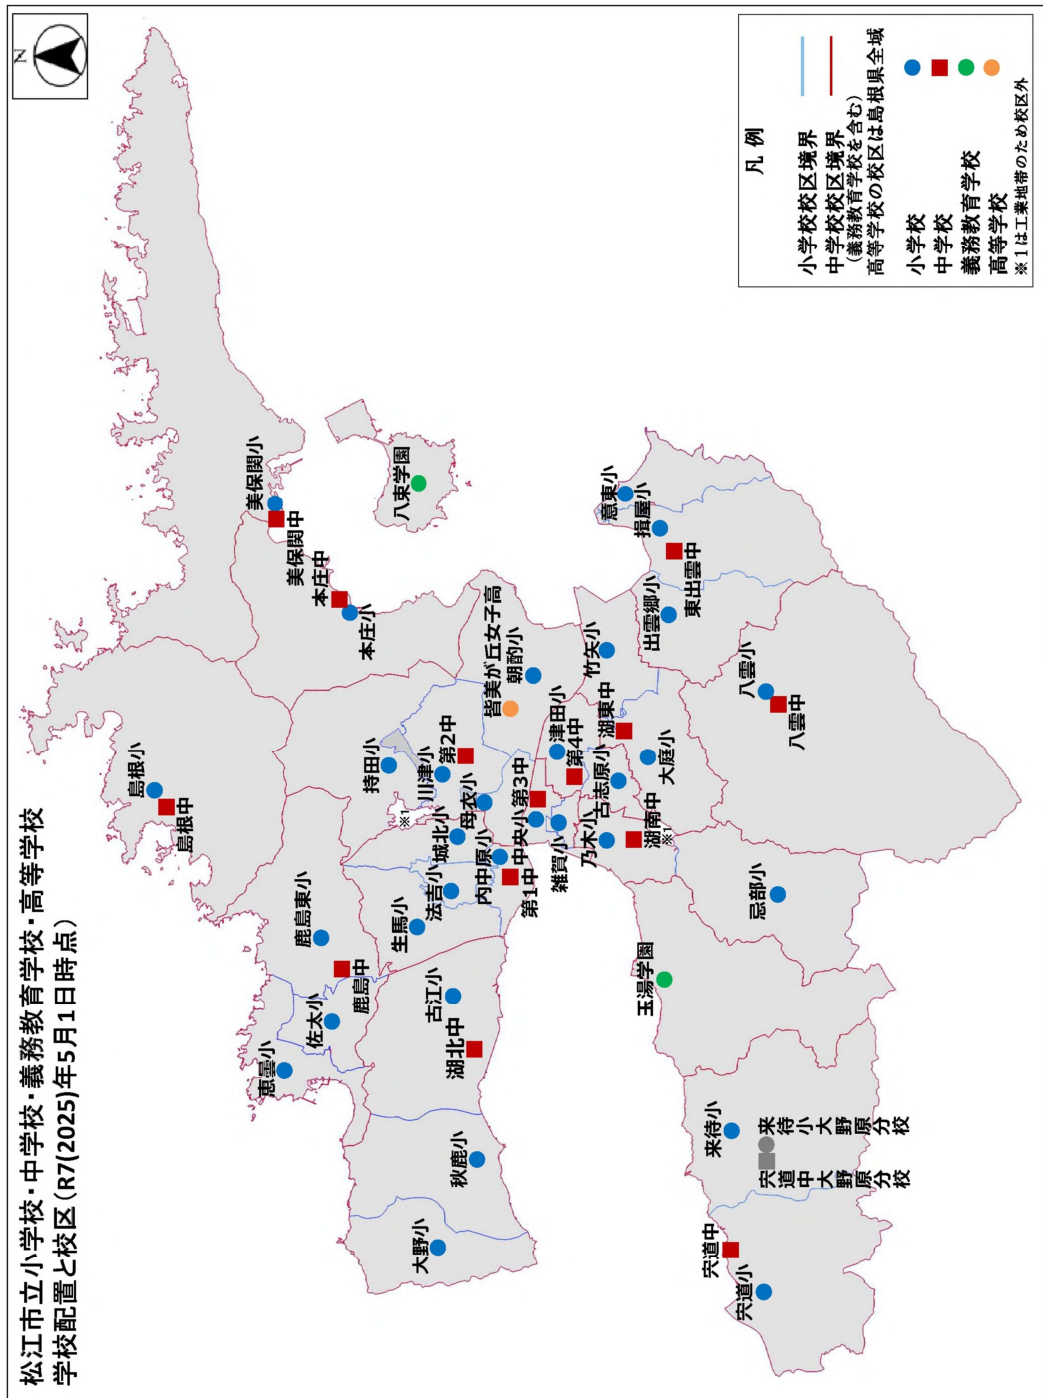 松江市立小学校・中学校・義務教育学校・高等学校
学校配置と校区（R7(2025)年5月1日時点）
N
島根小
島根中
美保関小
美保関中
本庄中
本庄小
八束学園
鹿島東小
鹿島中
佐太小
恵曇小
持田小
※1
川津小
第2中
城北小
母衣小
法吉小
生馬小
内中原小
第1中
中央小
第3中
皆美が丘女子高
朝酌小
古江小
湖北中
秋鹿小
大野小
雑賀小
津田小
第4中
乃木小
古志原小
湖東中
竹矢小
大庭小
湖南中
※1
意東小
揖屋小
東出雲中
出雲郷小
八雲小
八雲中
忌部小
玉湯学園
来待小
来待小大野原分校
宍道中大野原分校
宍道中
宍道小
凡 例
小学校校区境界
中学校校区境界
（義務教育学校を含む）
高等学校の校区は島根県全域
小学校
中学校
義務教育学校
高等学校
※1は工業地帯のため校区外